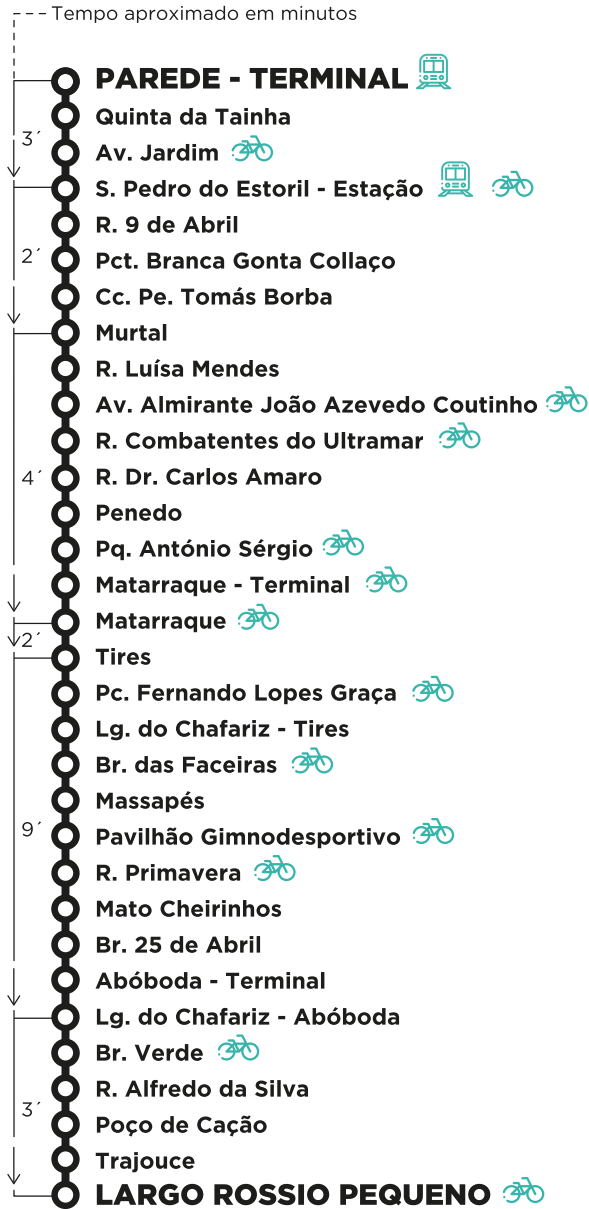 Tempo aproximado em minutos
PAREDE - TERMINAL
Quinta da Tainha
3´
Av. Jardim
S. Pedro do Estoril - Estação
R. 9 de Abril
2´
Pct. Branca Gonta Collaço
Cc. Pe. Tomás Borba
Murtal
R. Luísa Mendes
Av. Almirante João Azevedo Coutinho
R. Combatentes do Ultramar
4´
R. Dr. Carlos Amaro
Penedo
Pq. António Sérgio
Matarraque - Terminal
Matarraque
2´
Tires
Pc. Fernando Lopes Graça
Lg. do Chafariz - Tires
Br. das Faceiras
Massapés
9´
Pavilhão Gimnodesportivo
R. Primavera
Mato Cheirinhos
Br. 25 de Abril
Abóboda - Terminal
Lg. do Chafariz - Abóboda
Br. Verde
R. Alfredo da Silva
3´
Poço de Cação
Trajouce
LARGO ROSSIO PEQUENO